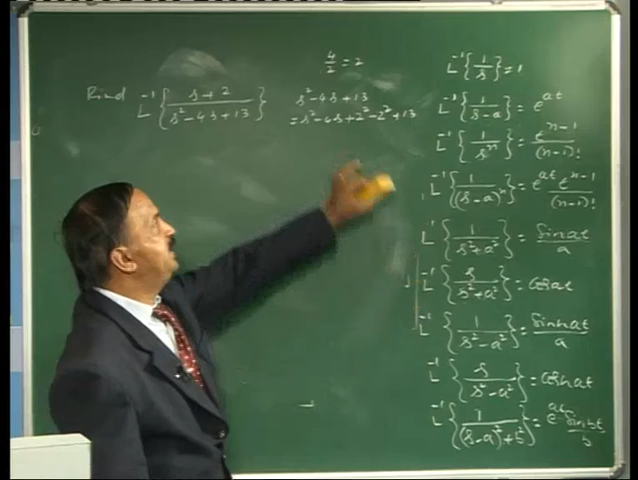 4/2 = 2
Find L⁻¹{(s+2)/(s²-4s+13)}
s²-4s+13
= s²-4s+2²-2²+13
L⁻¹{1/s} = 1
L⁻¹{1/(s-a)} = e^{at}
L⁻¹{1/sⁿ} = t^{n-1}/(n-1)!
L⁻¹{1/(s-a)ⁿ} = e^{at} t^{n-1}/(n-1)!
L⁻¹{1/(s²+a²)} = sin at/a
L⁻¹{s/(s²+a²)} = cos at
L⁻¹{1/(s²-a²)} = sinh at/a
L⁻¹{s/(s²-a²)} = cosh at
L⁻¹{1/((s-a)²+b²)} = e^{at} sin bt/b